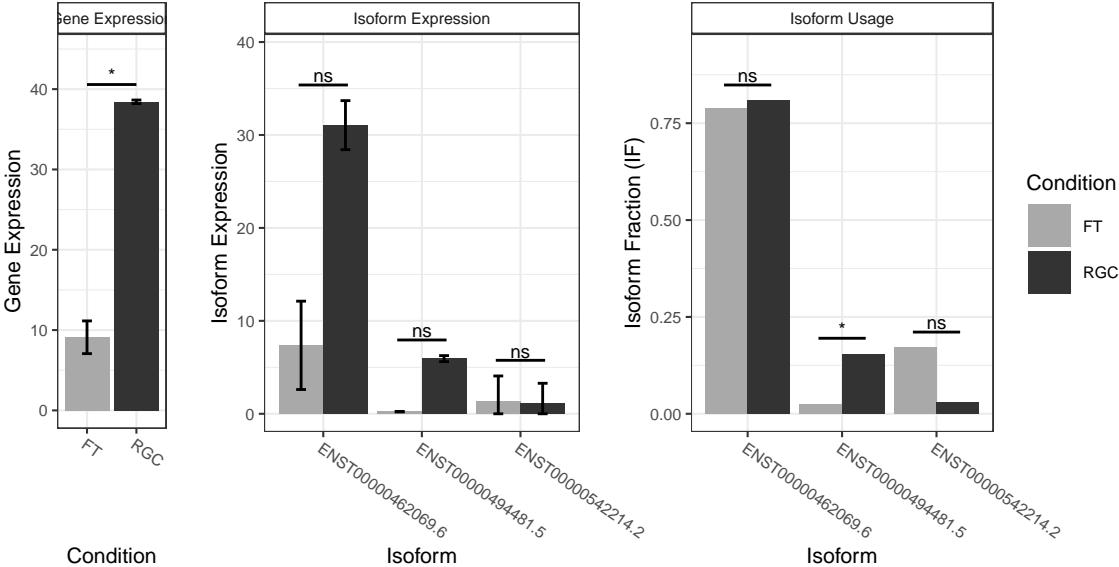 Gene Expression
Gene Expression
0
10
20
30
40
*
FT
RGC
Condition
Isoform Expression
Isoform Expression
0
10
20
30
40
ns
ns
ns
ENST00000462069.6
ENST00000494481.5
ENST00000542214.2
Isoform
Isoform Usage
Isoform Fraction (IF)
0.00
0.25
0.50
0.75
ns
*
ns
ENST00000462069.6
ENST00000494481.5
ENST00000542214.2
Isoform
Condition
FT
RGC